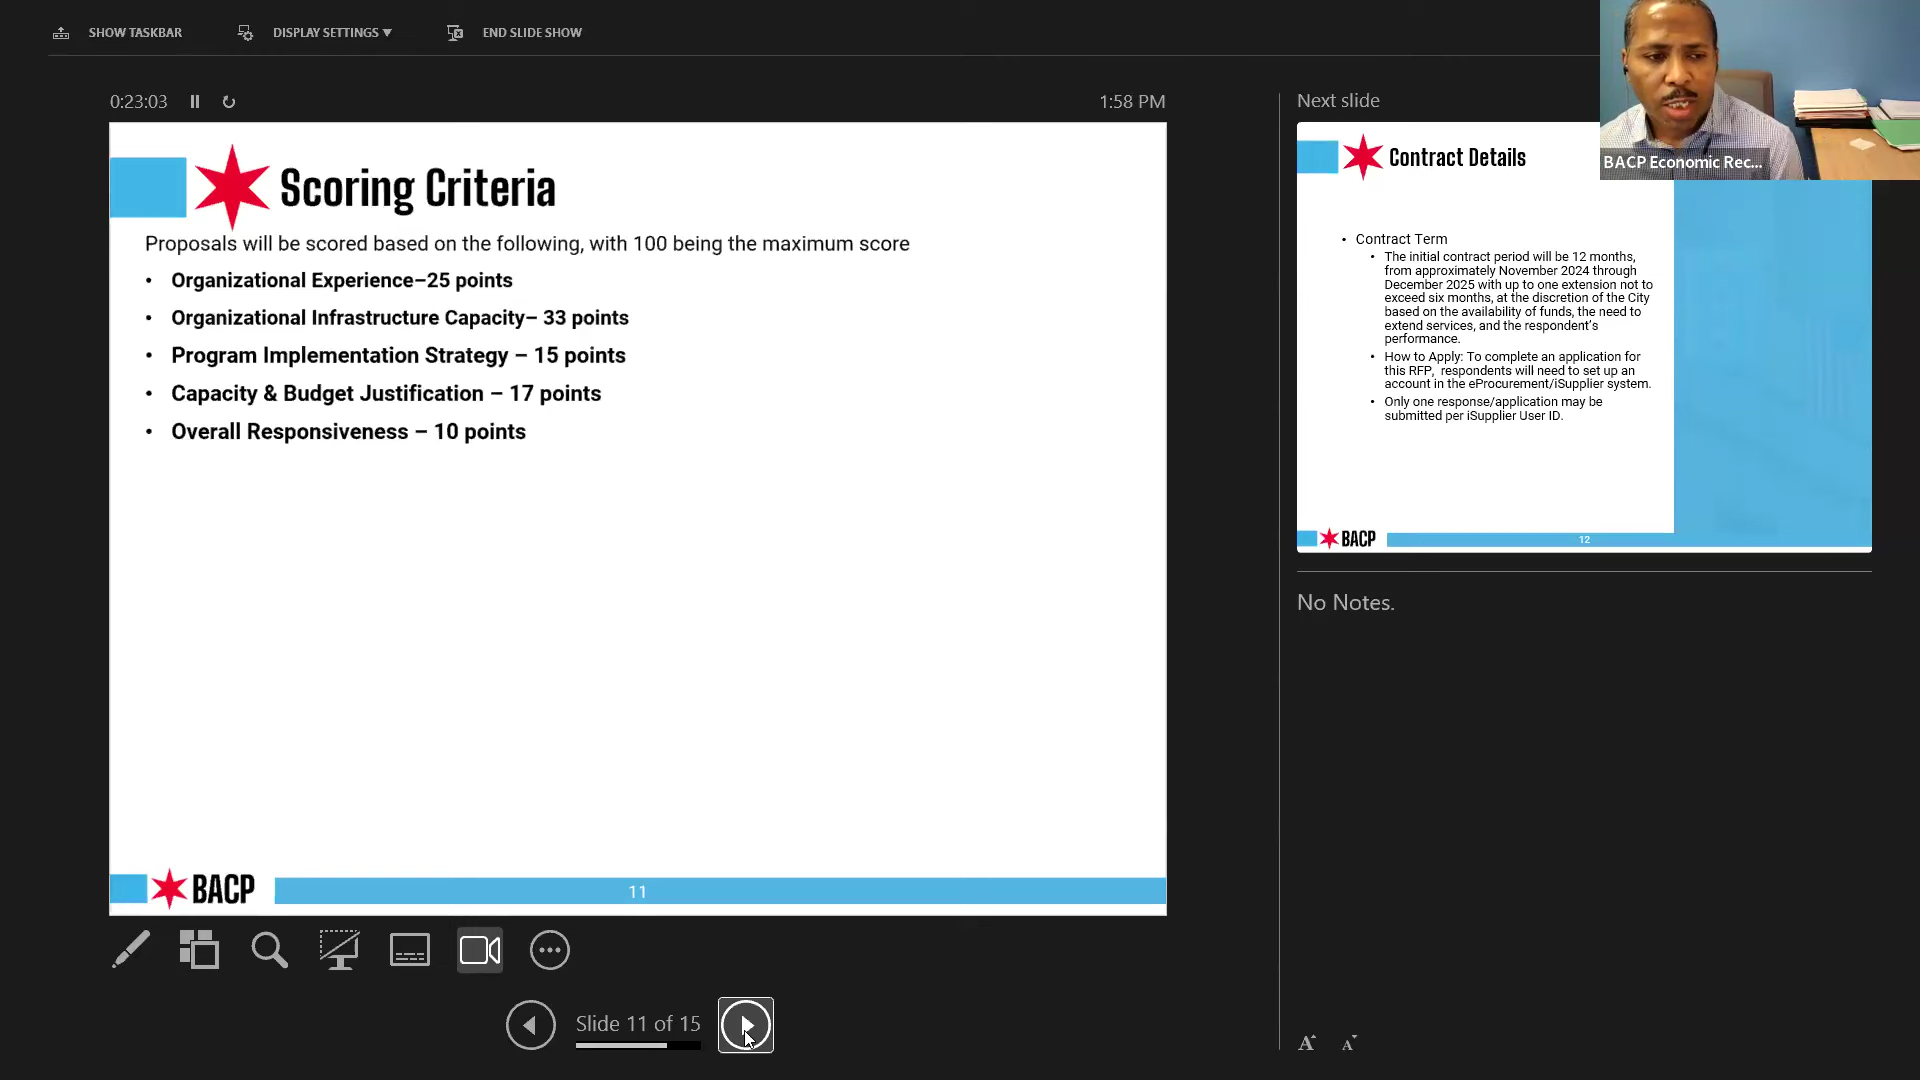 SHOW TASKBAR
DISPLAY SETTINGS ▼
END SLIDE SHOW
0:23:03
1:58 PM
Scoring Criteria
Proposals will be scored based on the following, with 100 being the maximum score
• Organizational Experience–25 points
• Organizational Infrastructure Capacity– 33 points
• Program Implementation Strategy – 15 points
• Capacity & Budget Justification – 17 points
• Overall Responsiveness – 10 points
BACP
11
Slide 11 of 15
Next slide
BACP Economic Rec...
Contract Details
• Contract Term
• The initial contract period will be 12 months,
from approximately November 2024 through
December 2025 with up to one extension not to
exceed six months, at the discretion of the City
based on the availability of funds, the need to
extend services, and the respondent's
performance.
• How to Apply: To complete an application for
this RFP, respondents will need to set up an
account in the eProcurement/iSupplier system.
• Only one response/application may be
submitted per iSupplier User ID.
BACP
12
No Notes.
A A